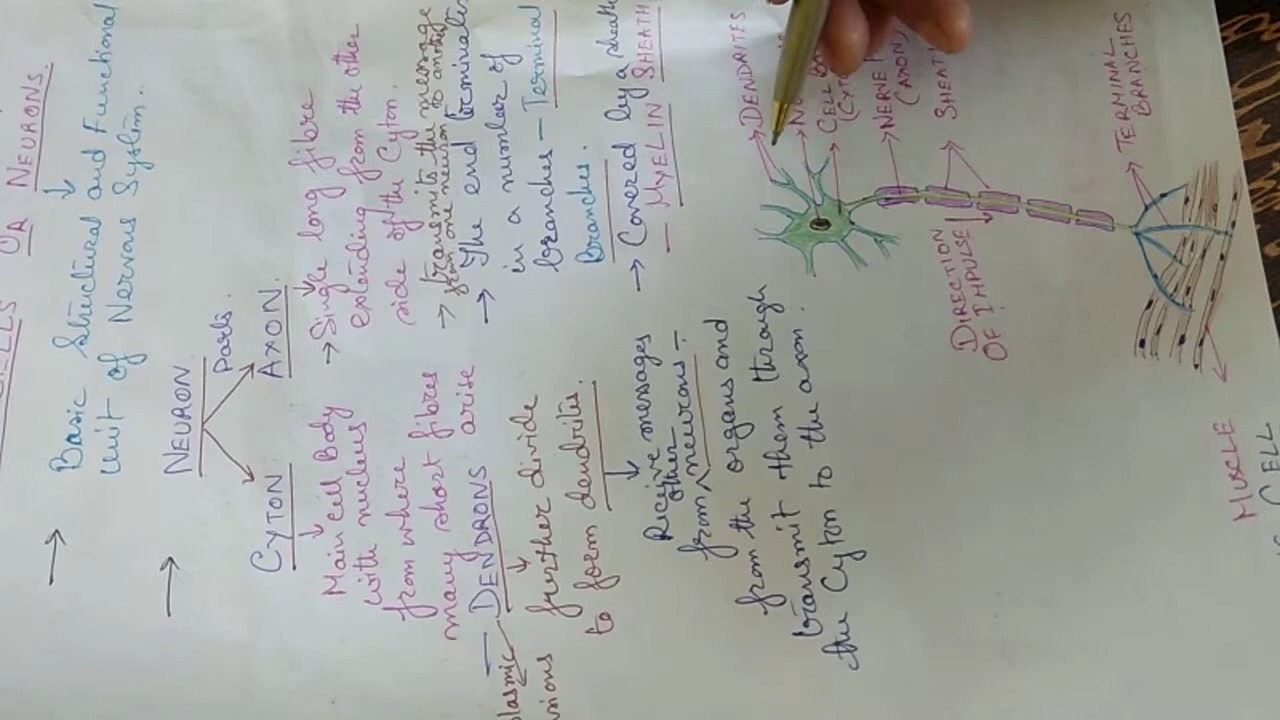 CELLS OR NEURONS.
Basic Structural and Functional
unit of Nervous System..
NEURON
Parts.
CYTON
Main Cell Body
with nucleus
from where
many short fibres
— DENDRONS arise
further divide
to form dendrites.
Receive messages
other
from neurons -
from the organs and
transmit them through
the Cyton to the axon.
AXON
→ Single long fibre
extending from the other
side of the Cyton.
→ transmits the message
from one neuron to another
→ The end terminates
in a number of
branches - Terminal
Branches.
→ Covered by a sheath
— MYELIN SHEATH
DENDRITES
CELL
NERVE
(AXON)
SHEAT
TERMINAL
BRANCHES
DIRECTION
OF IMPULSE
MUSCLE
CELL